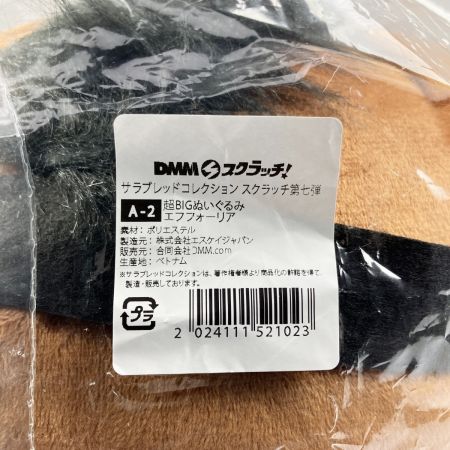 DMMスクラッチ!
サラブレッドコレクション スクラッチ第七弾
A-2 超BIGぬいぐるみ
エフフォーリア
素材：ポリエステル
製造元：株式会社エスケイジャパン
販売元：合同会社DMM.com
生産地：ベトナム
※サラブレッドコレクションは、著作権者様より商品化の許諾を得て、
製造・販売しております。
プラ
2 024111 521023